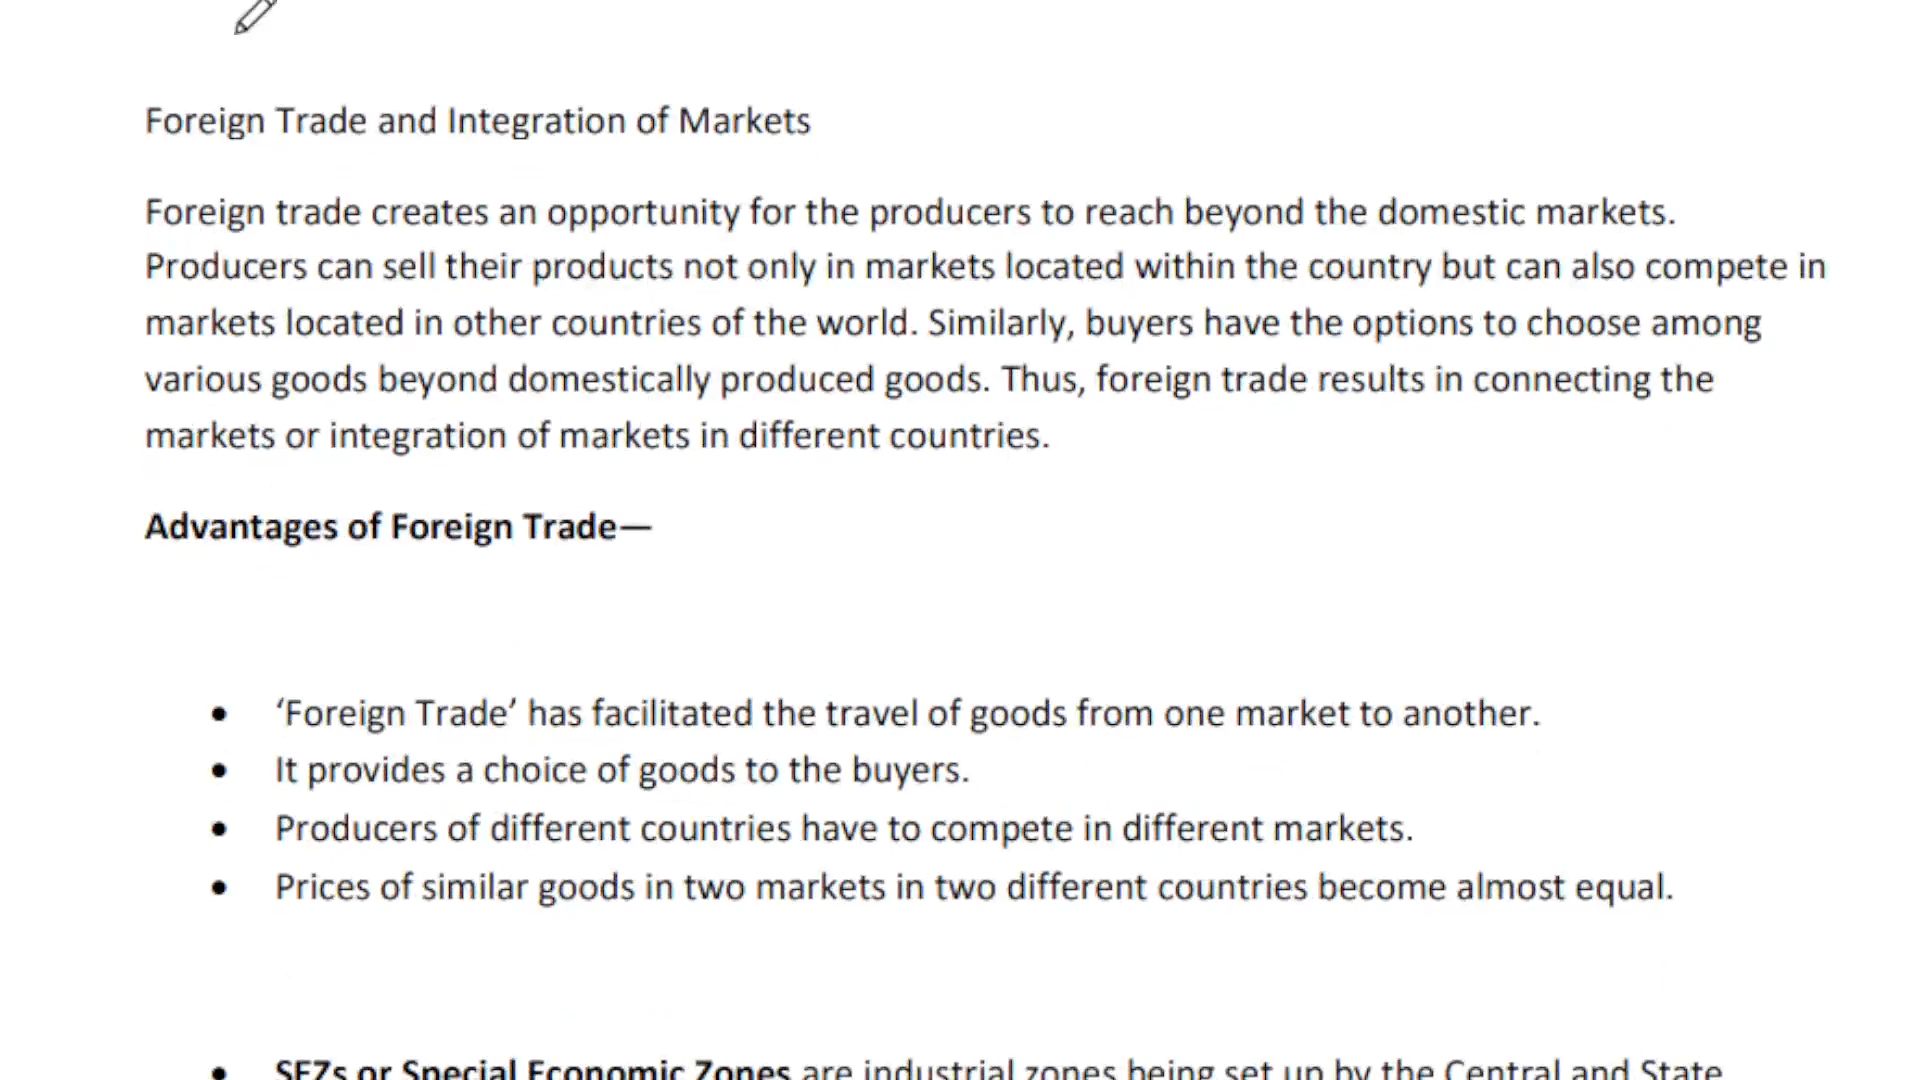 Foreign Trade and Integration of Markets
Foreign trade creates an opportunity for the producers to reach beyond the domestic markets.
Producers can sell their products not only in markets located within the country but can also compete in
markets located in other countries of the world. Similarly, buyers have the options to choose among
various goods beyond domestically produced goods. Thus, foreign trade results in connecting the
markets or integration of markets in different countries.
Advantages of Foreign Trade—
• ‘Foreign Trade’ has facilitated the travel of goods from one market to another.
• It provides a choice of goods to the buyers.
• Producers of different countries have to compete in different markets.
• Prices of similar goods in two markets in two different countries become almost equal.
• SEZs or Special Economic Zones are industrial zones being set up by the Central and State